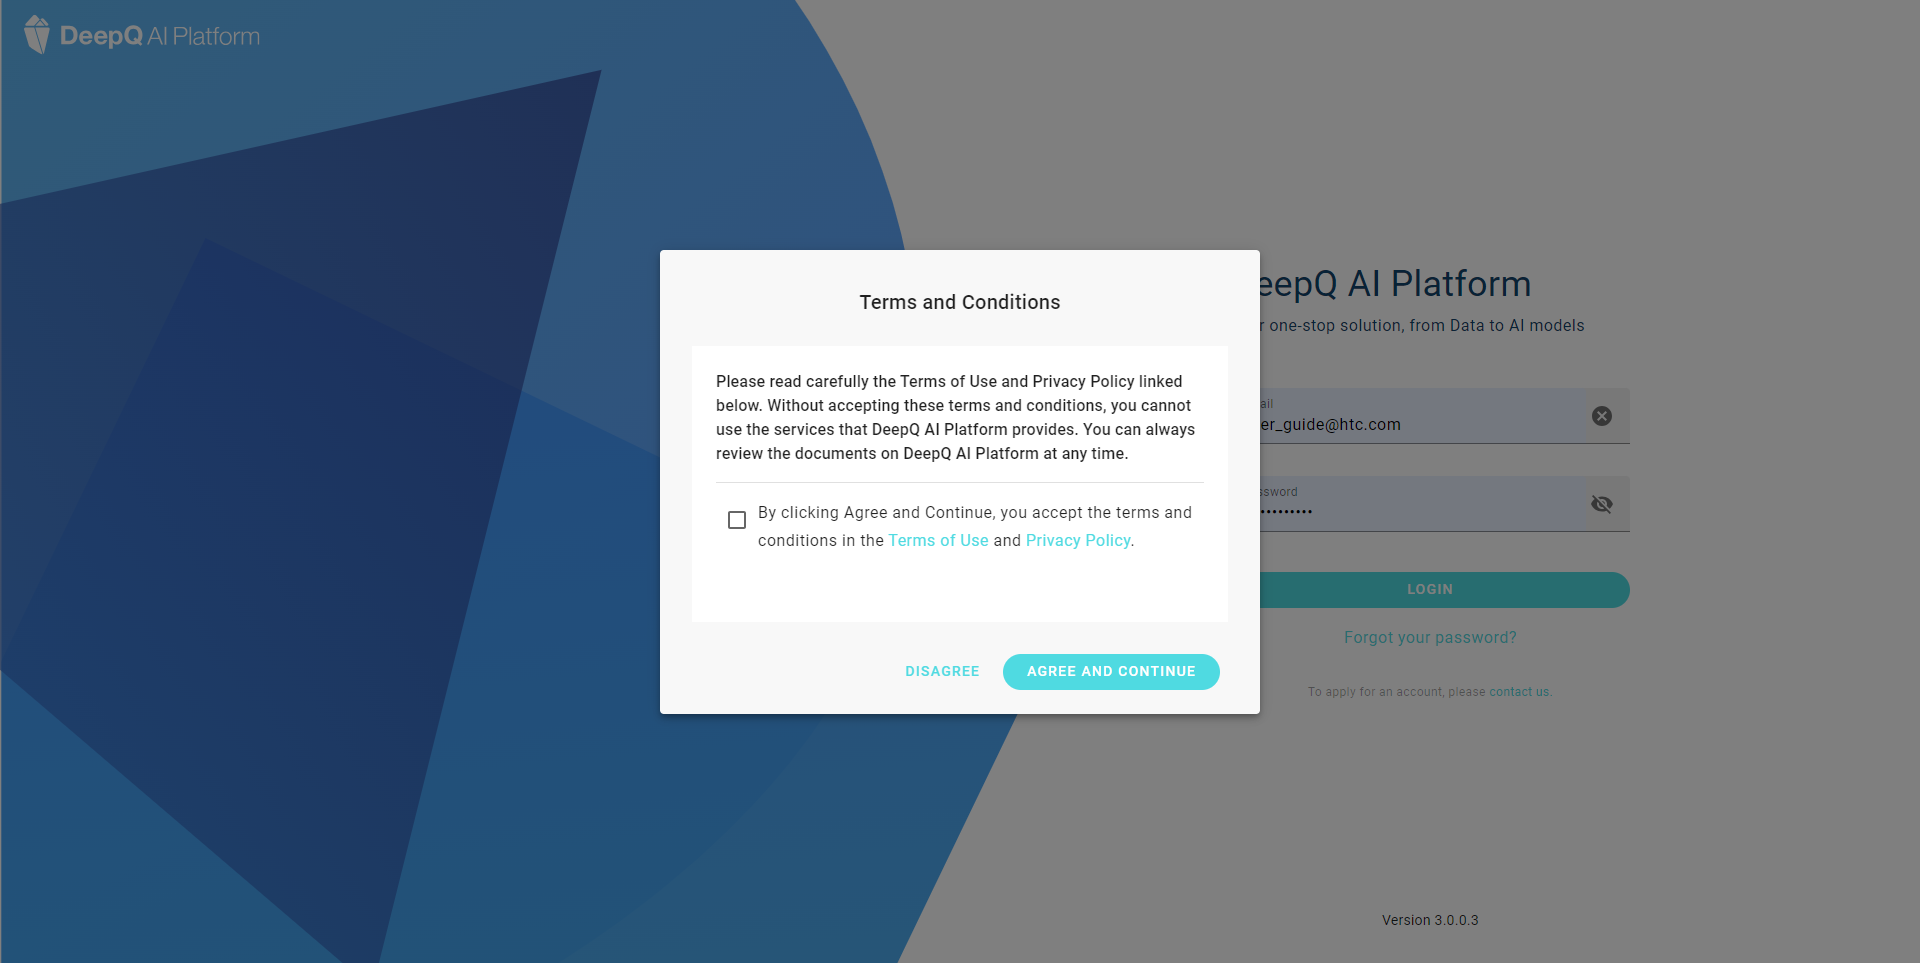 DeepQ AI Platform
Terms and Conditions
Please read carefully the Terms of Use and Privacy Policy linked
below. Without accepting these terms and conditions, you cannot
use the services that DeepQ AI Platform provides. You can always
review the documents on DeepQ AI Platform at any time.
By clicking Agree and Continue, you accept the terms and
conditions in the Terms of Use and Privacy Policy.
DISAGREE
AGREE AND CONTINUE
eepQ AI Platform
r one-stop solution, from Data to AI models
ail
er_guide@htc.com
ssword
LOGIN
Forgot your password?
To apply for an account, please contact us.
Version 3.0.0.3